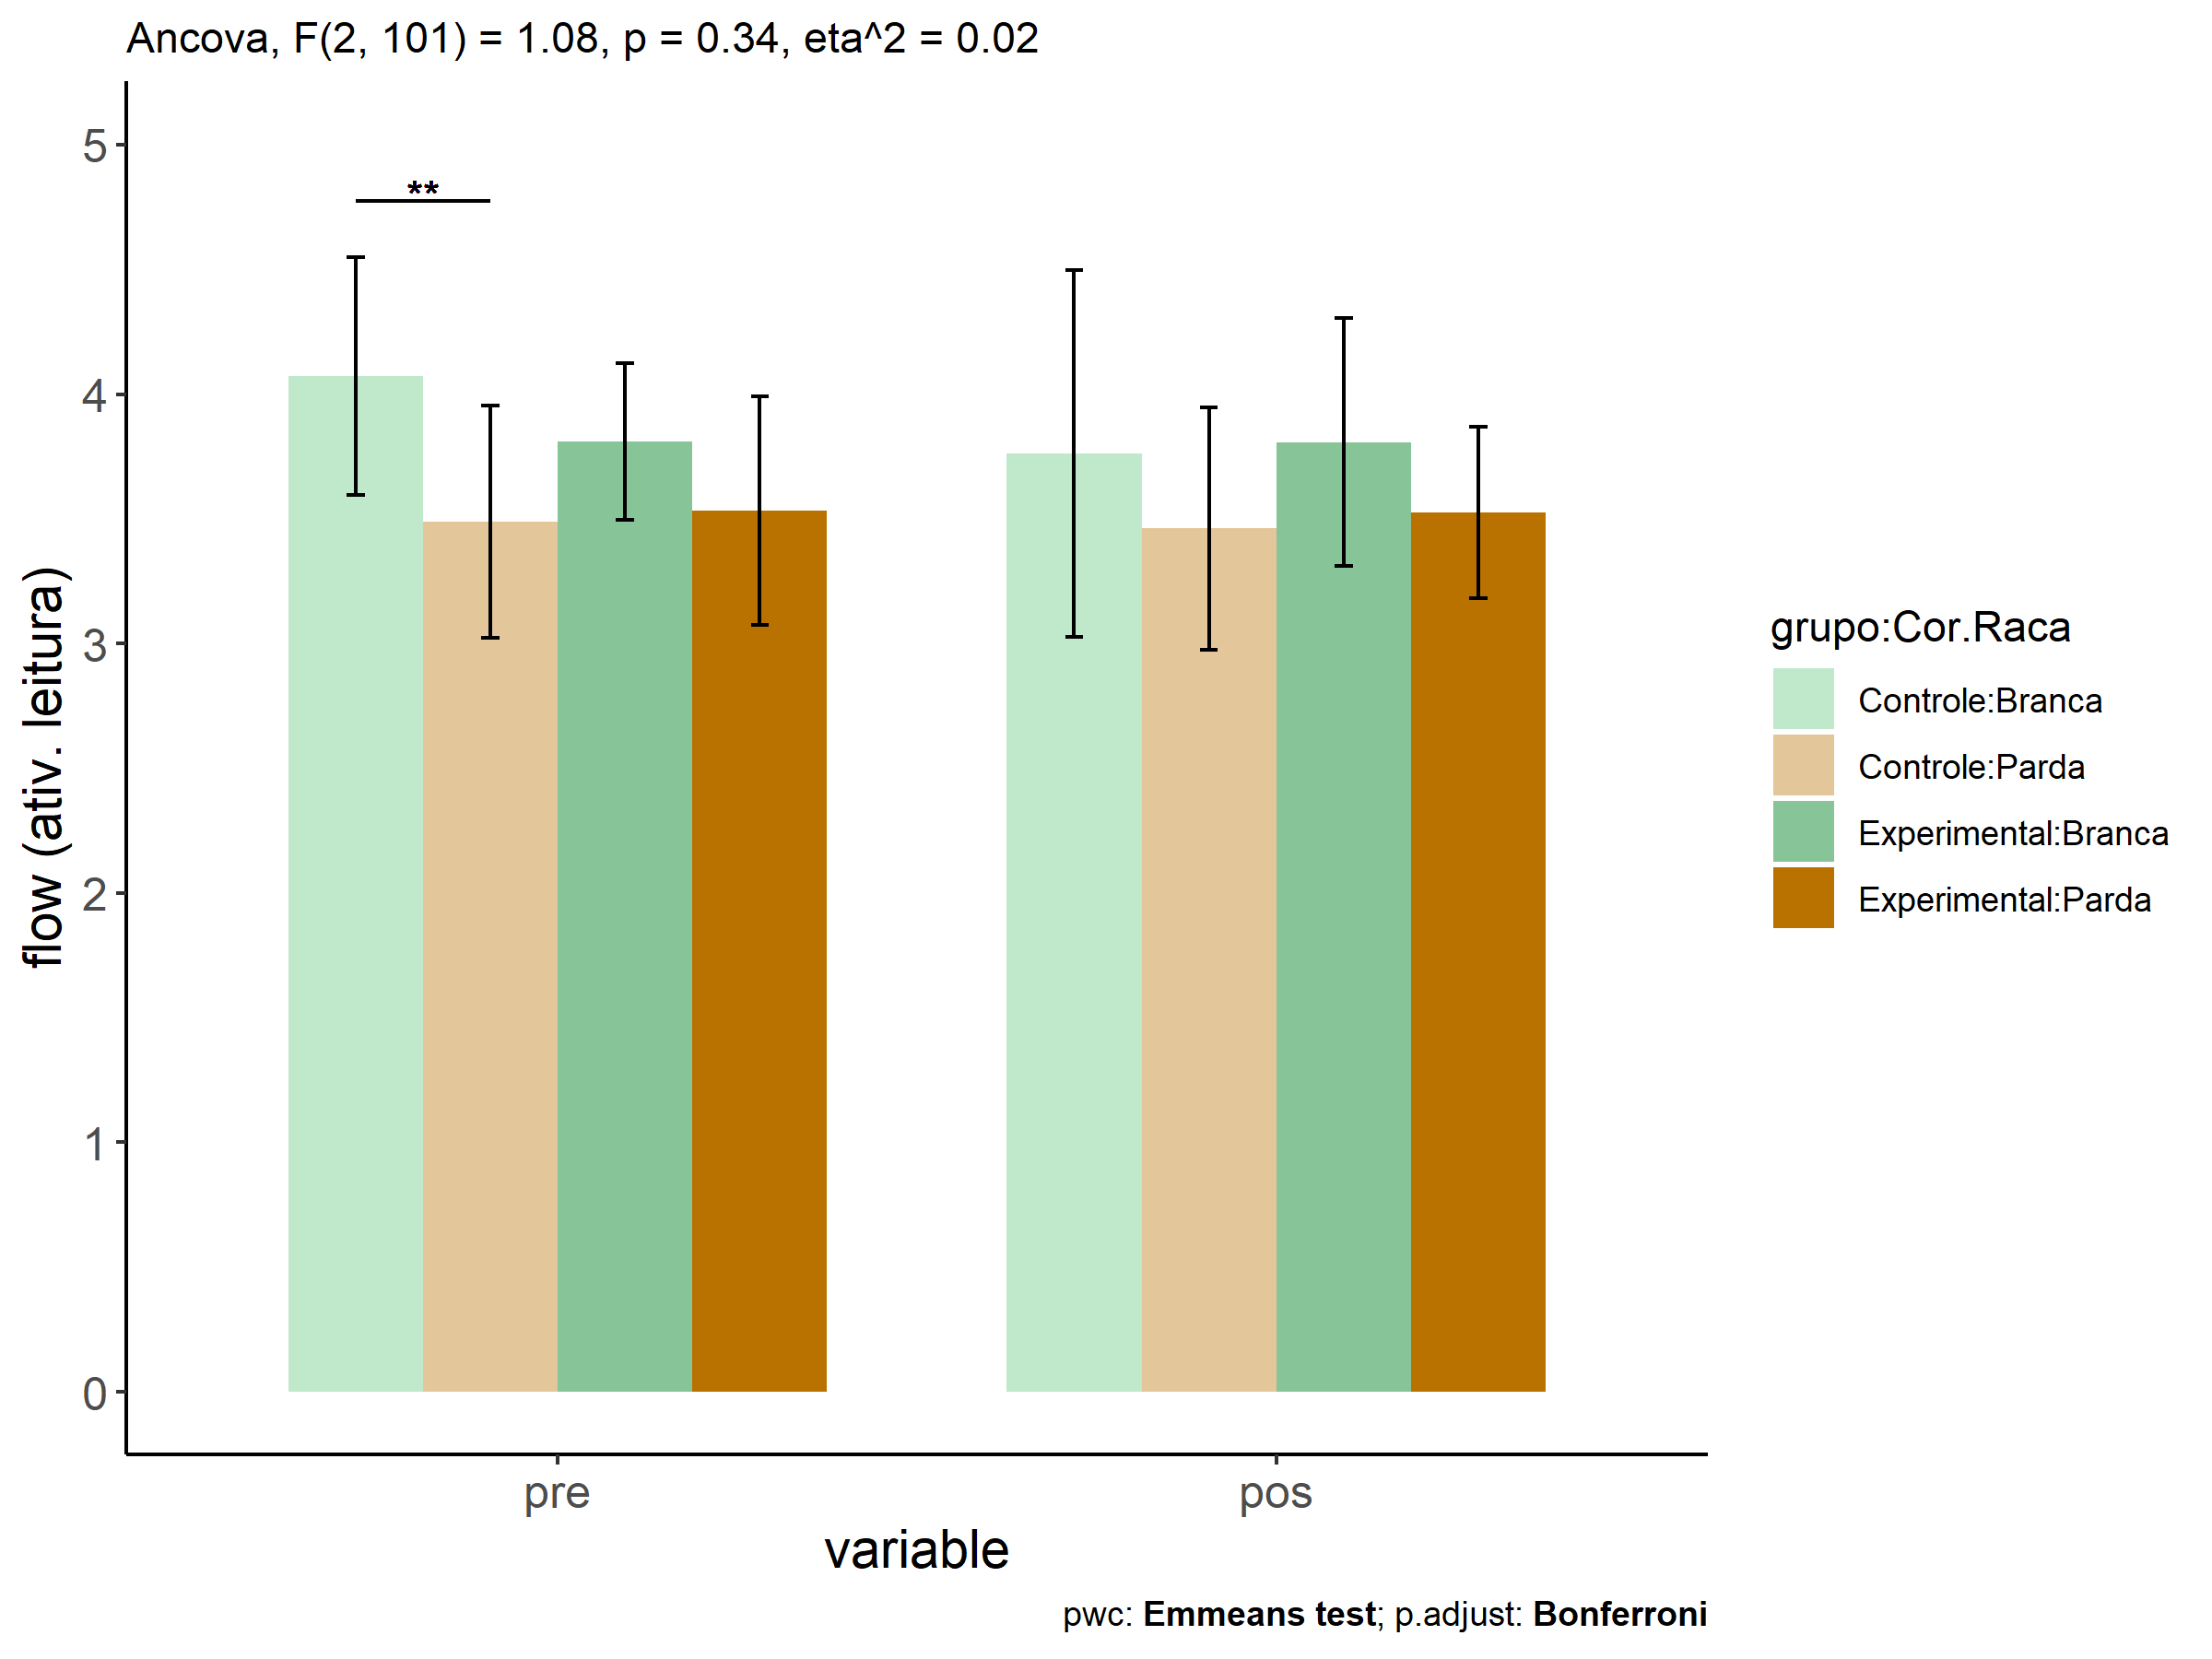 Ancova, F(2, 101) = 1.08, p = 0.34, eta^2 = 0.02
flow (ativ. leitura)
5
4
3
2
1
0
**
pre
pos
variable
grupo:Cor.Raca
Controle:Branca
Controle:Parda
Experimental:Branca
Experimental:Parda
pwc: Emmeans test; p.adjust: Bonferroni